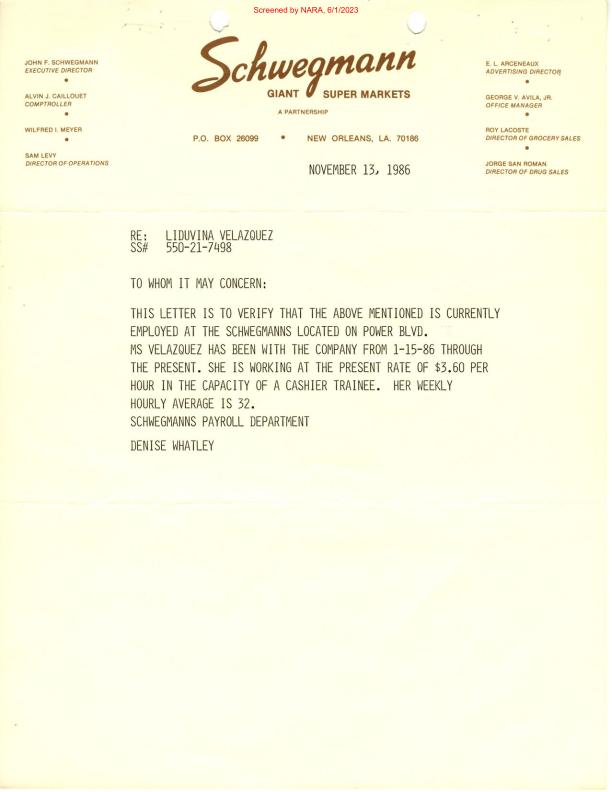 Screened by NARA, 6/1/2023
Schwegmann
GIANT SUPER MARKETS
A PARTNERSHIP
P.O. BOX 26099 • NEW ORLEANS, LA. 70186
JOHN F. SCHWEGMANN
EXECUTIVE DIRECTOR
•
ALVIN J. CAILLOUET
COMPTROLLER
•
WILFRED I. MEYER
•
SAM LEVY
DIRECTOR OF OPERATIONS
E. L. ARCENEAUX
ADVERTISING DIRECTOR
•
GEORGE V. AVILA, JR.
OFFICE MANAGER
•
ROY LACOSTE
DIRECTOR OF GROCERY SALES
•
JORGE SAN ROMAN
DIRECTOR OF DRUG SALES
NOVEMBER 13, 1986
RE: LIDUVINA VELAZQUEZ
SS# 550-21-7498
TO WHOM IT MAY CONCERN:
THIS LETTER IS TO VERIFY THAT THE ABOVE MENTIONED IS CURRENTLY
EMPLOYED AT THE SCHWEGMANNS LOCATED ON POWER BLVD.
MS VELAZQUEZ HAS BEEN WITH THE COMPANY FROM 1-15-86 THROUGH
THE PRESENT. SHE IS WORKING AT THE PRESENT RATE OF $3.60 PER
HOUR IN THE CAPACITY OF A CASHIER TRAINEE. HER WEEKLY
HOURLY AVERAGE IS 32.
SCHWEGMANNS PAYROLL DEPARTMENT
DENISE WHATLEY